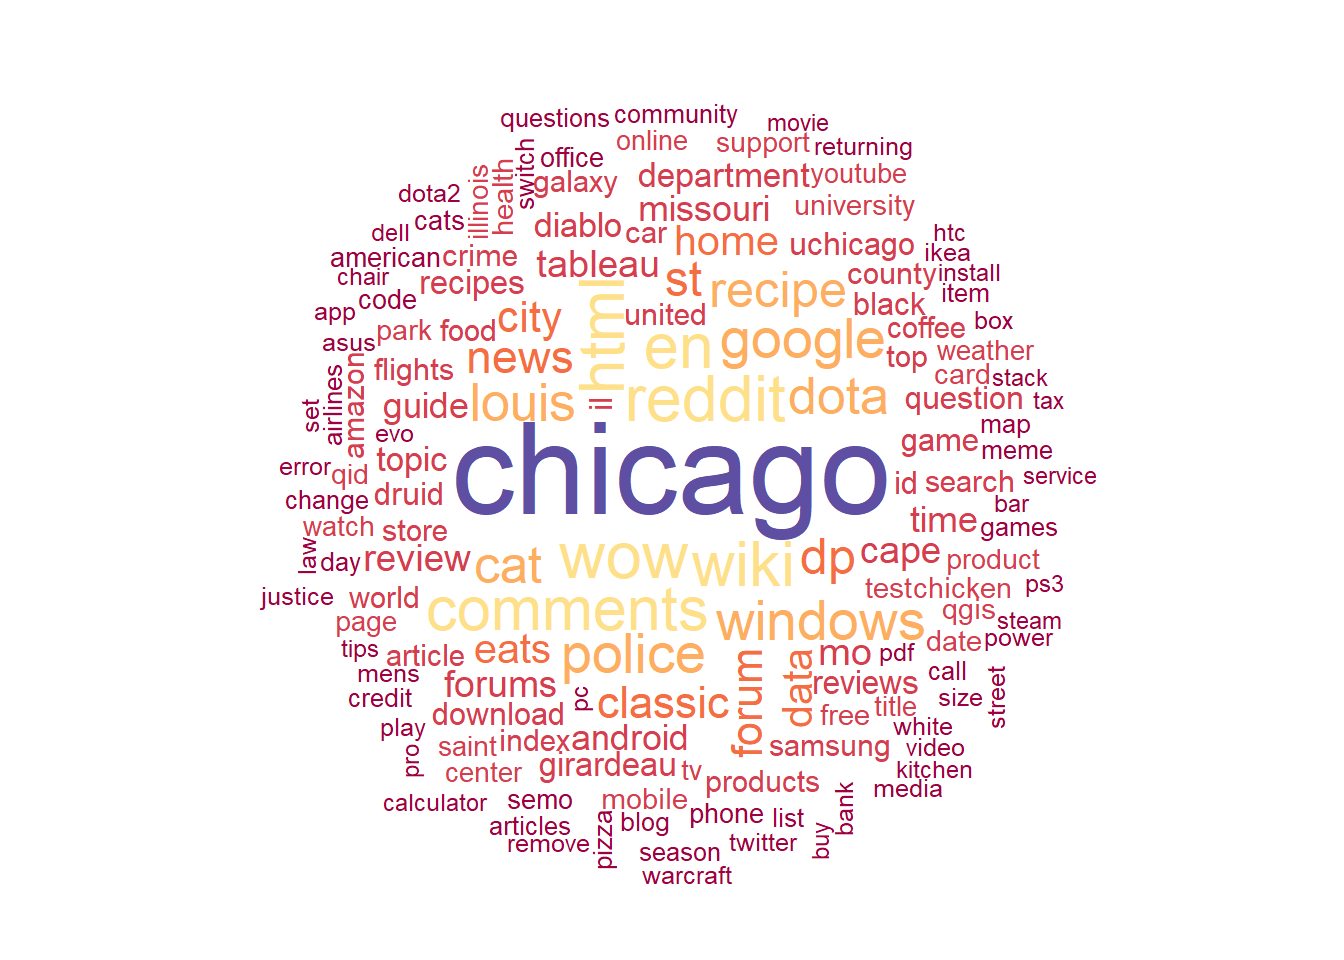 questions
community
movie
online
support
returning
switch
office
health
illinois
galaxy
department
youtube
dota2
cats
diablo
missouri
university
dell
car
home
uchicago
htc
american
crime
tableau
ikea
chair
recipes
st
recipe
county
install
code
item
app
html
united
black
park
food
city
en
google
coffee
box
asus
news
top
weather
flights
card
stack
airlines
amazon
set
guide
louis
il
reddit
dota
question
tax
evo
chicago
map
topic
game
meme
error
qid
id
search
service
change
druid
bar
watch
store
time
games
law
day
review
cat
wow
wiki
dp
cape
product
justice
world
testchicken
ps3
page
comments
windows
qgis
steam
tips
article
eats
police
date
power
mens
forums
forum
data
mo
pdf
call
credit
pc
classic
reviews
size
street
play
download
free
title
white
pro
saint
index
android
samsung
video
center
girardeau
tv
products
kitchen
calculator
semo
mobile
phone
list
media
articles
blog
bank
remove
pizza
season
twitter
buy
warcraft